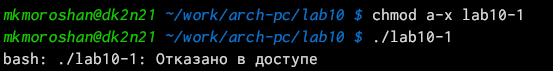 mkmoroshan@dk2n21 ~/work/arch-pc/lab10 $ chmod a-x lab10-1
mkmoroshan@dk2n21 ~/work/arch-pc/lab10 $ ./lab10-1
bash: ./lab10-1: Отказано в доступе